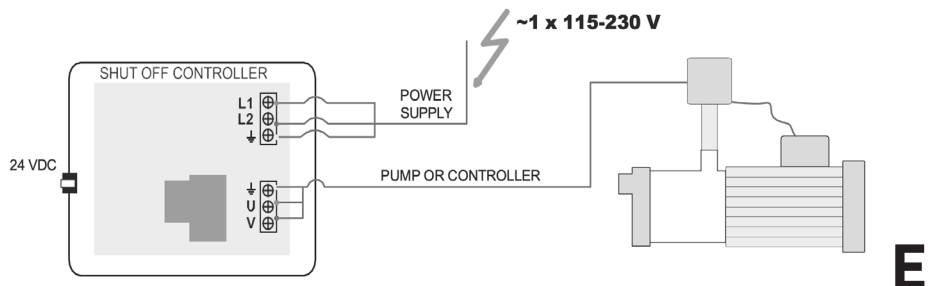 ~1 x 115-230 V
SHUT OFF CONTROLLER
L1
L2
⏚
POWER
SUPPLY
24 VDC
PUMP OR CONTROLLER
⏚
U
V
E